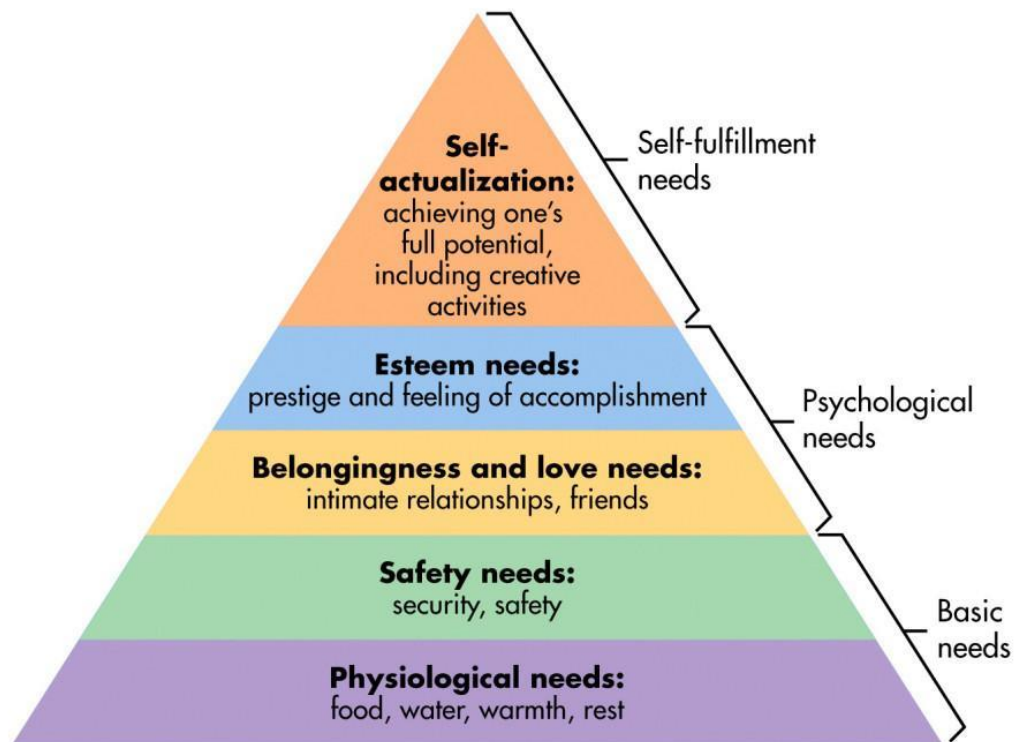 Self-
actualization:
achieving one's
full potential,
including creative
activities
Self-fulfillment
needs
Esteem needs:
prestige and feeling of accomplishment
Psychological
needs
Belongingness and love needs:
intimate relationships, friends
Safety needs:
security, safety
Basic
needs
Physiological needs:
food, water, warmth, rest